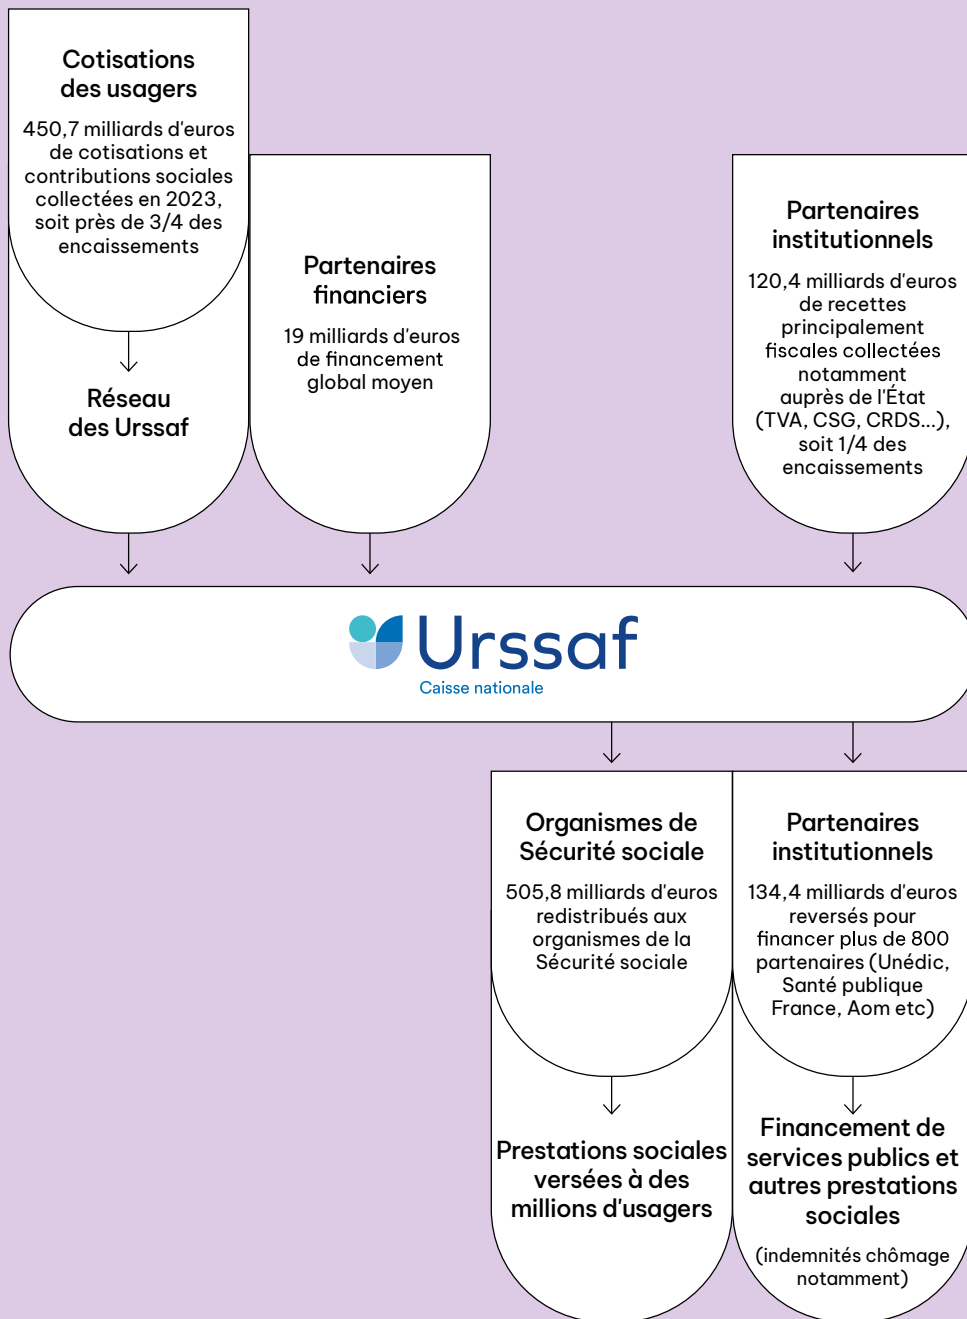 Cotisations
des usagers
450,7 milliards d'euros
de cotisations et
contributions sociales
collectées en 2023,
soit près de 3/4 des
encaissements
Réseau
des Urssaf
Partenaires
financiers
19 milliards d'euros
de financement
global moyen
Partenaires
institutionnels
120,4 milliards d'euros
de recettes
principalement
fiscales collectées
notamment
auprès de l'État
(TVA, CSG, CRDS...),
soit 1/4 des
encaissements
Urssaf
Caisse nationale
Organismes de
Sécurité sociale
505,8 milliards d'euros
redistribués aux
organismes de la
Sécurité sociale
Prestations sociales
versées à des
millions d'usagers
Partenaires
institutionnels
134,4 milliards d'euros
reversés pour
financer plus de 800
partenaires (Unédic,
Santé publique
France, Aom etc)
Financement de
services publics et
autres prestations
sociales
(indemnités chômage
notamment)